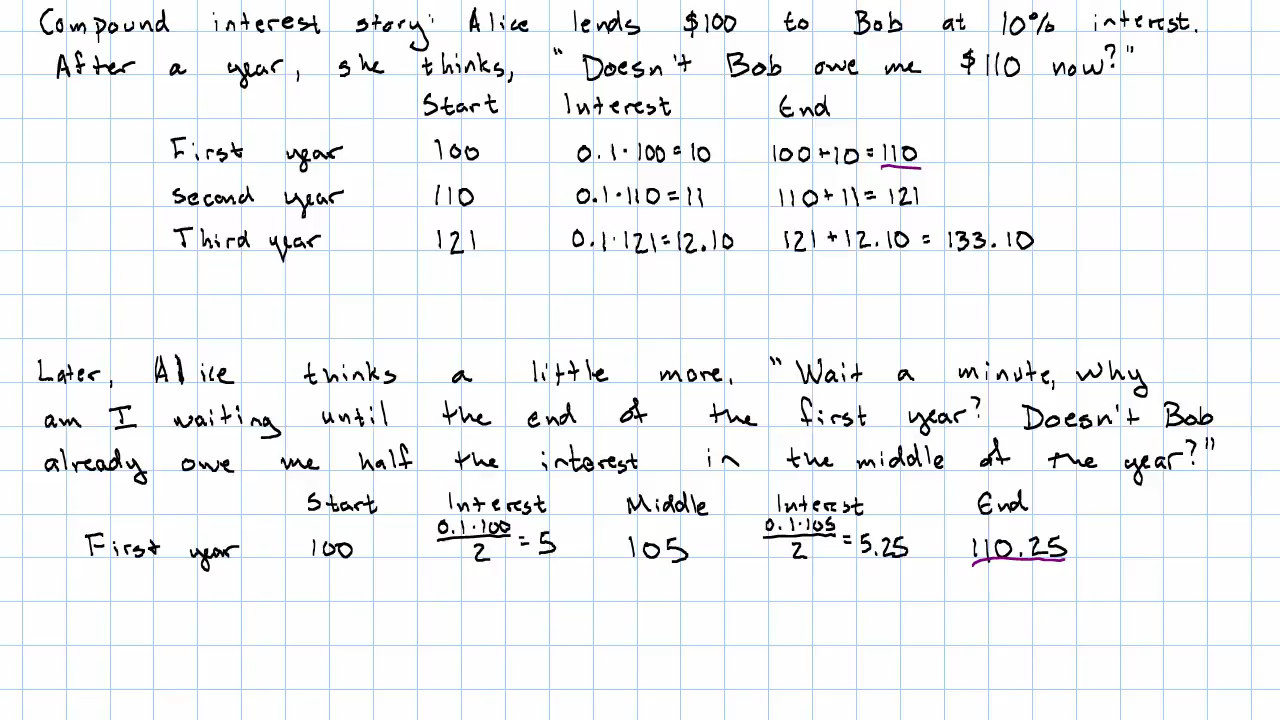 Compound interest story: Alice lends $100 to Bob at 10% interest.
After a year, she thinks, "Doesn't Bob owe me $110 now?"
Start Interest End
First year 100 0.1·100=10 100+10=110
Second year 110 0.1·110=11 110+11=121
Third year 121 0.1·121=12.10 121+12.10=133.10
Later, Alice thinks a little more, "Wait a minute, why
am I waiting until the end of the first year? Doesn't Bob
already owe me half the interest in the middle of the year?"
Start Interest Middle Interest End
First year 100 0.1·100/2=5 105 0.1·105/2=5.25 110.25